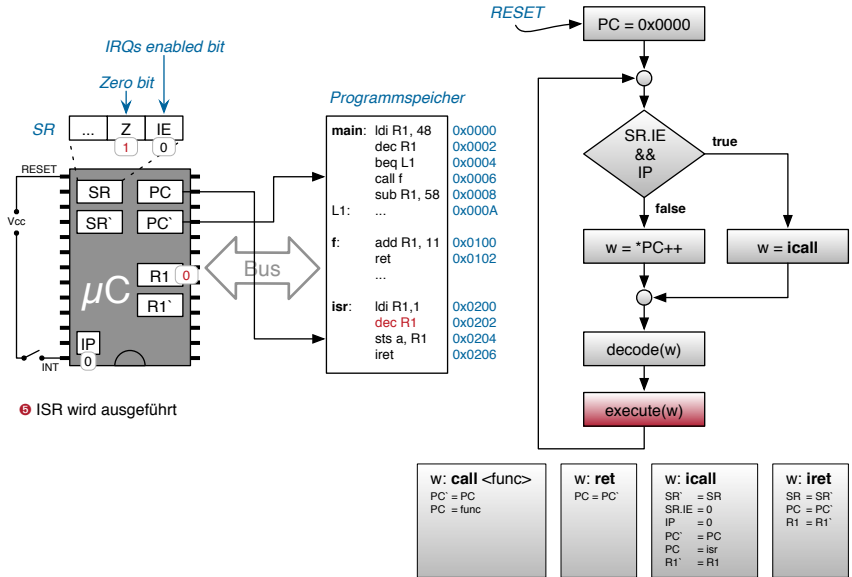 IRQs enabled bit
Zero bit
SR
... Z IE
1 0
RESET
Vcc
INT
SR PC
SR` PC`
µC
R1 0
R1`
IP
0
Bus
❺ ISR wird ausgeführt
Programmspeicher
main: ldi R1, 48 0x0000
dec R1 0x0002
beq L1 0x0004
call f 0x0006
sub R1, 58 0x0008
L1: ... 0x000A
f: add R1, 11 0x0100
ret 0x0102
...
isr: ldi R1,1 0x0200
dec R1 0x0202
sts a, R1 0x0204
iret 0x0206
RESET
PC = 0x0000
SR.IE
&&
IP
true
false
w = *PC++
w = icall
decode(w)
execute(w)
w: call <func>
PC` = PC
PC = func
w: ret
PC = PC`
w: icall
SR` = SR
SR.IE = 0
IP = 0
PC` = PC
PC = isr
R1` = R1
w: iret
SR = SR`
PC = PC`
R1 = R1`